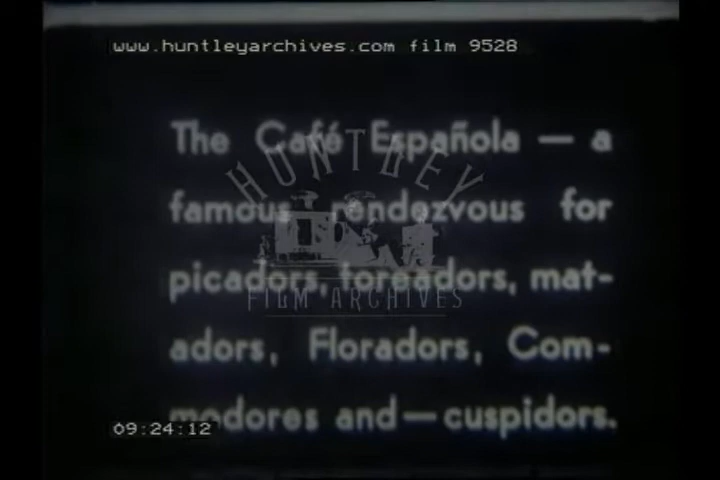 www.huntleyarchives.com film 9528
The Café Española — a
HUNTLEY
famous rendezvous for
picadors, toreadors, mat-
FILM ARCHIVES
adors, Floradors, Com-
modores and—cuspidors.
09:24:12